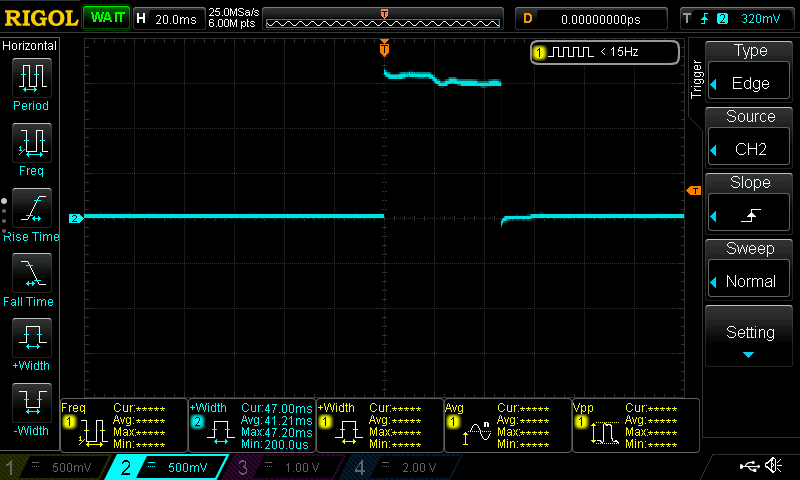 RIGOL WAIT H 20.0ms 25.0MSa/s 6.00M pts T D 0.00000000ps T 2 320mV
Horizontal
Period
Freq
Rise Time
Fall Time
+Width
-Width
T
1 < 15Hz
2
T
Trigger
Type
Edge
Source
CH2
Slope
Sweep
Normal
Setting
Freq 1 Cur:***** Avg:***** Max:***** Min:*****
+Width 2 Cur:47.00ms Avg:41.21ms Max:47.20ms Min:200.0us
+Width 1 Cur:***** Avg:***** Max:***** Min:*****
Avg 1 Cur:***** Avg:***** Max:***** Min:*****
Vpp 1 Cur:***** Avg:***** Max:***** Min:*****
1 500mV 2 500mV 3 1.00 V 4 2.00 V